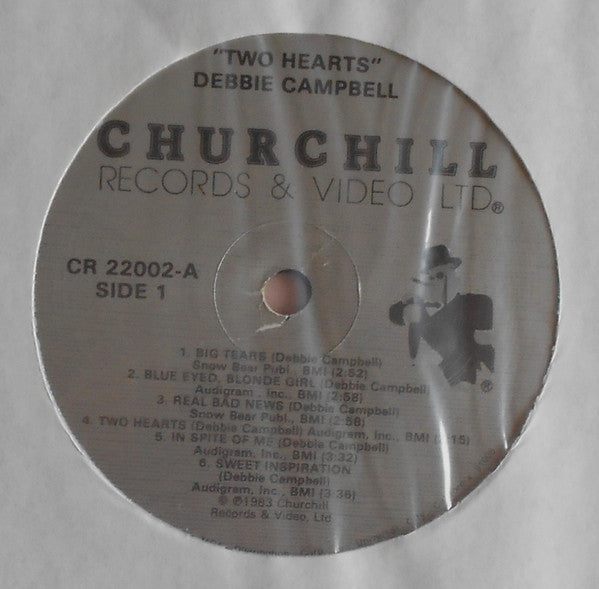 "TWO HEARTS"
DEBBIE CAMPBELL
CHURCHILL
RECORDS & VIDEO LTD.®
CR 22002-A
SIDE 1
®
1. BIG TEARS (Debbie Campbell)
Snow Bear Publ., BMI (2:52)
2. BLUE EYED, BLONDE GIRL (Debbie Campbell)
Audigram, Inc., BMI (2:58)
3. REAL BAD NEWS (Debbie Campbell)
Snow Bear Publ., BMI (2:58)
4. TWO HEARTS (Debbie Campbell) Audigram, Inc., BMI
5. IN SPITE OF ME (Debbie Campbell)
Audigram, Inc., BMI (3:32)
6. SWEET INSPIRATION
(Debbie Campbell)
Audigram, Inc., BMI (3:36)
© ℗1983 Churchill
Records & Video, Ltd